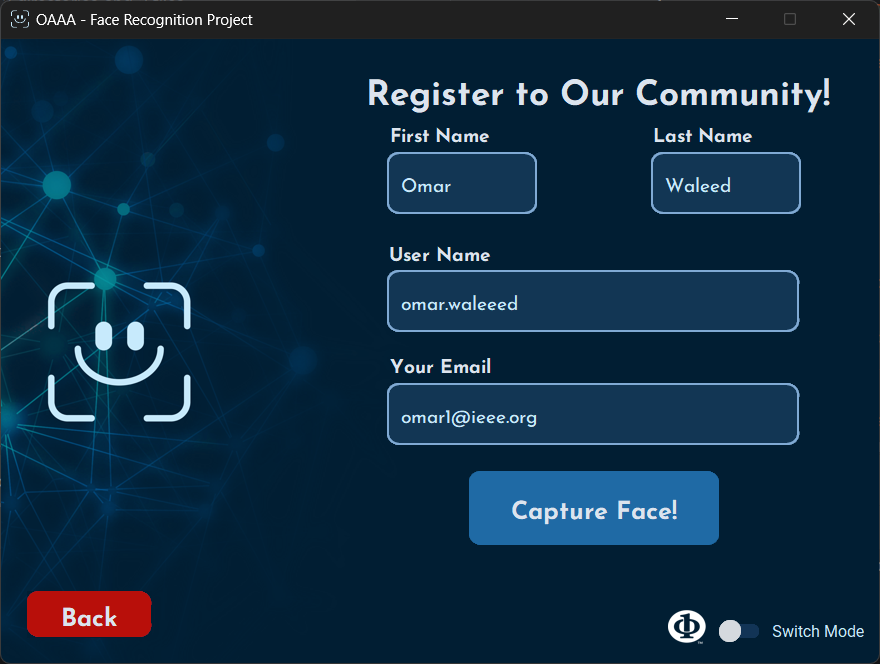 OAAA - Face Recognition Project
Register to Our Community!
First Name Last Name
Omar Waleed
User Name
omar.waleeed
Your Email
omar1@ieee.org
Capture Face!
Back
Switch Mode